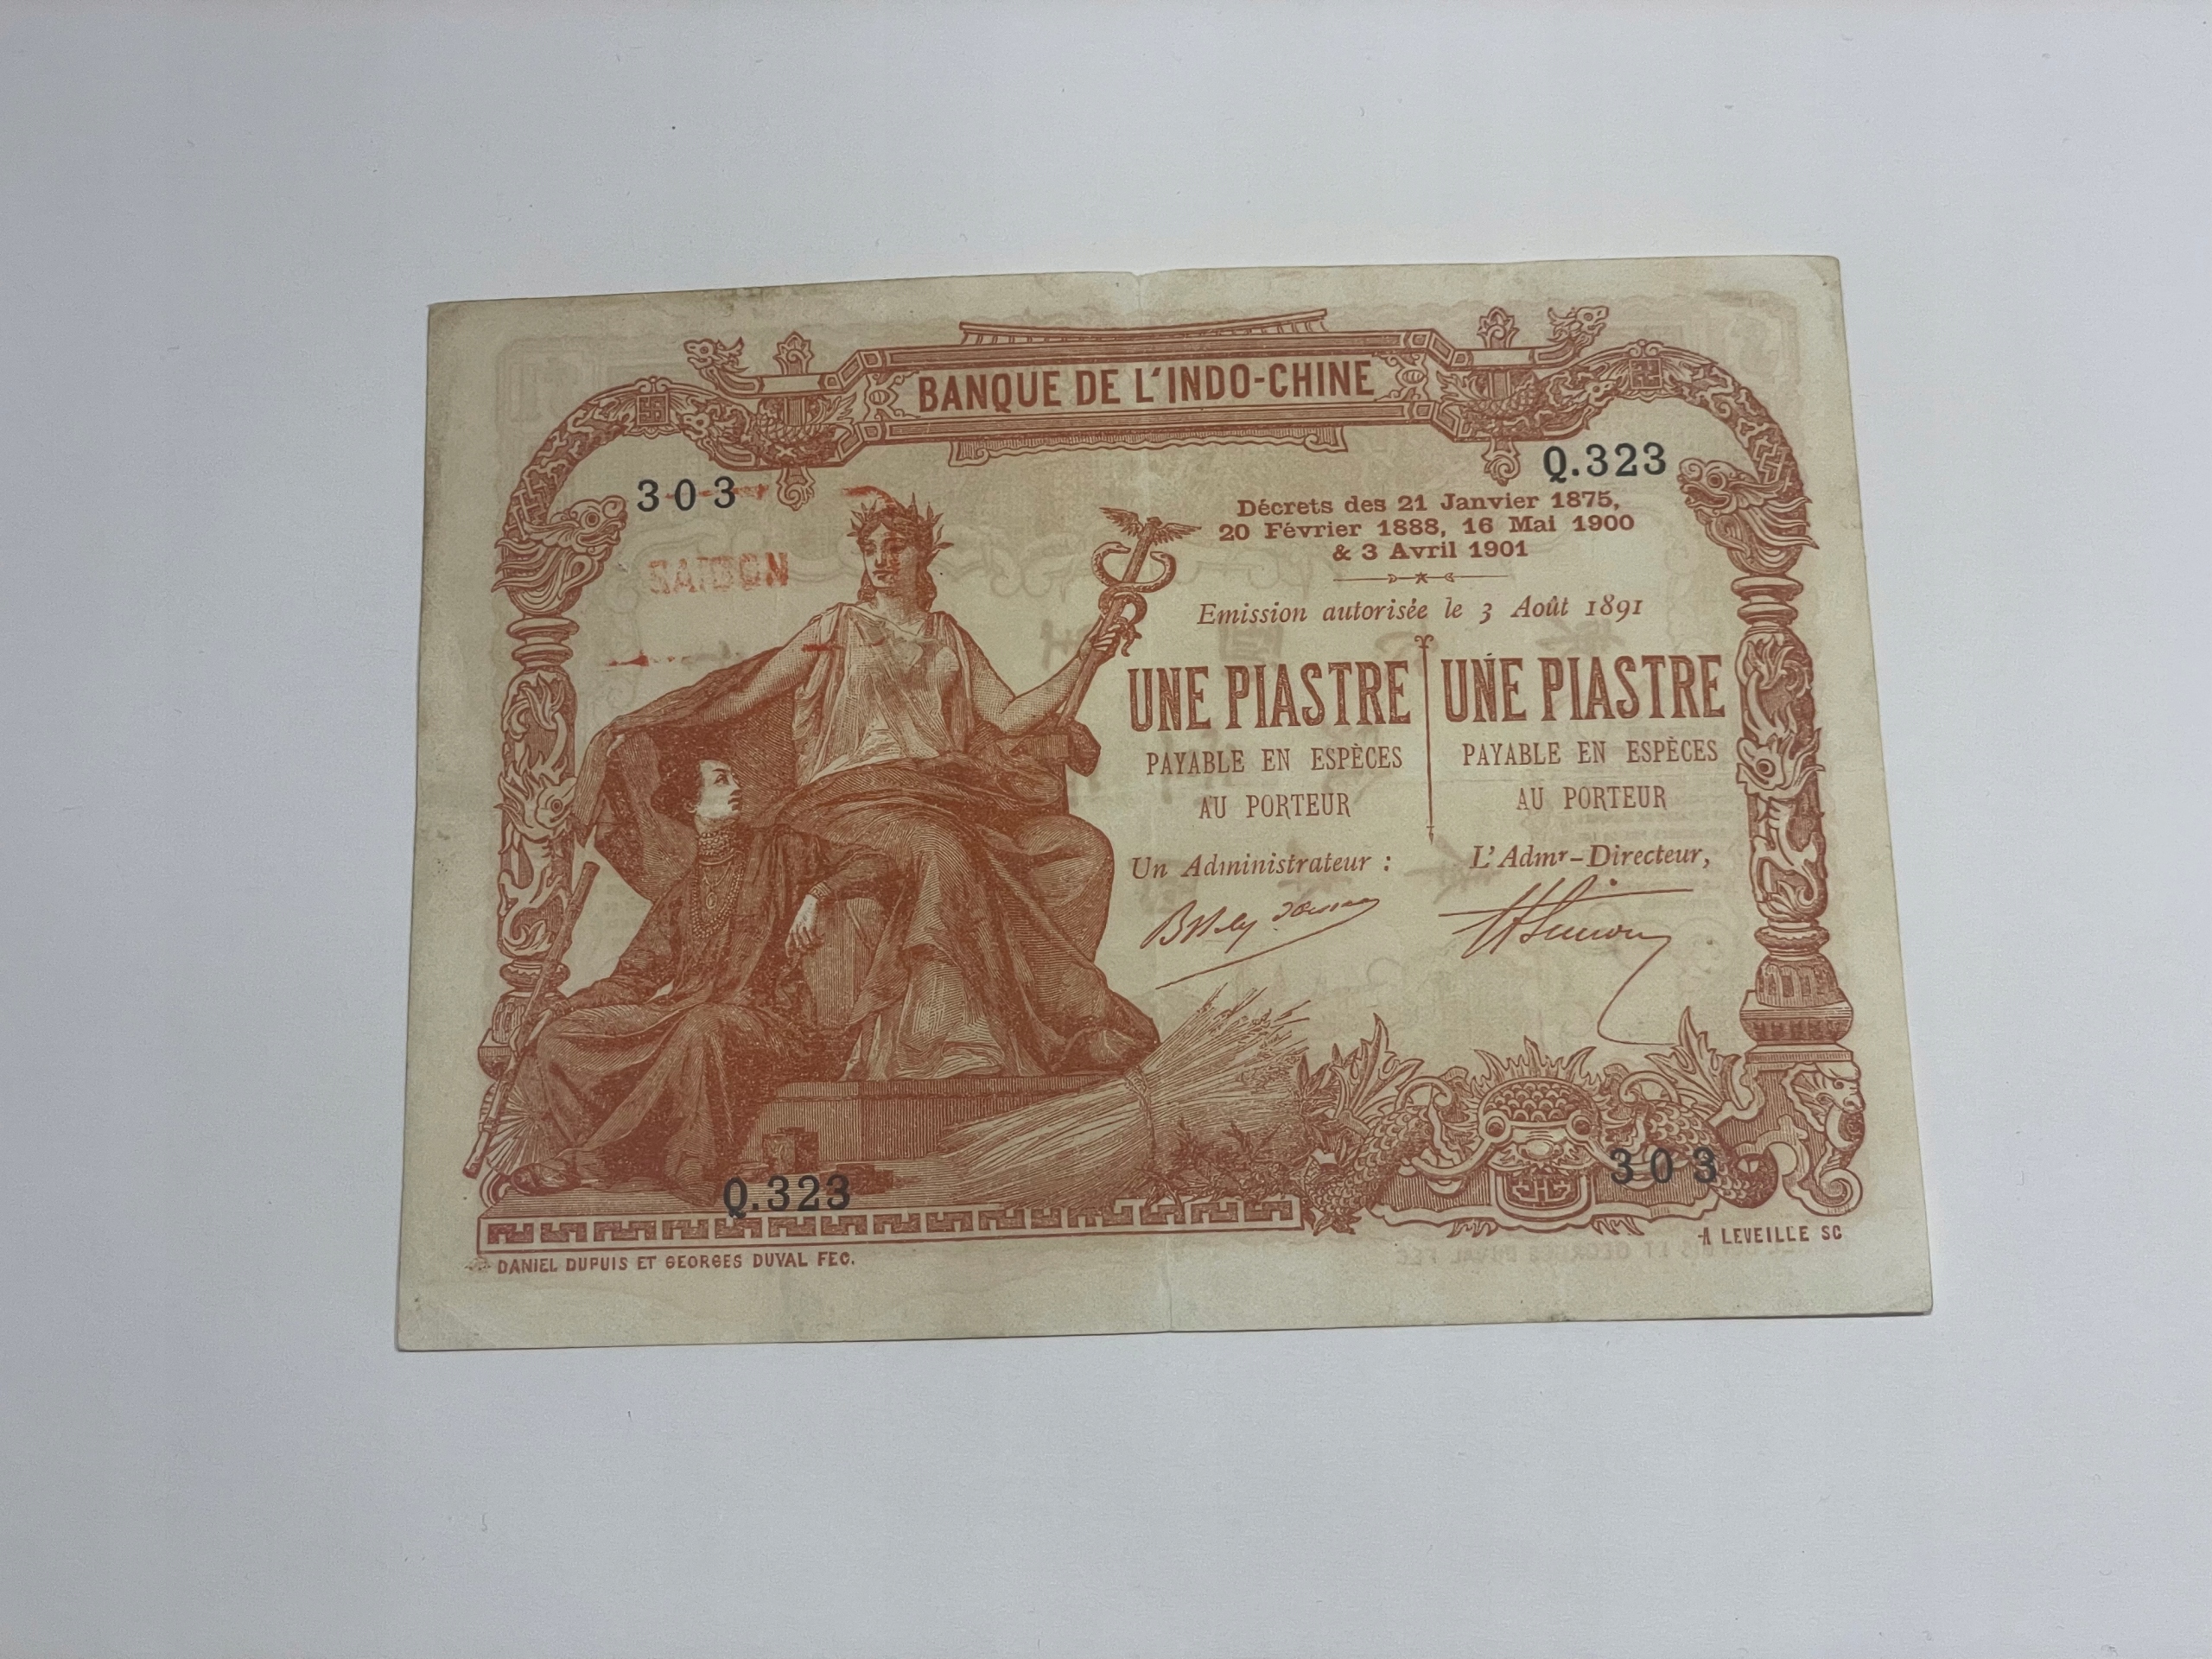 BANQUE DE L'INDO-CHINE
303
Q.323
SAIGON
Décrets des 21 Janvier 1875,
20 Février 1888, 16 Mai 1900
& 3 Avril 1901
Emission autorisée le 3 Août 1891
UNE PIASTRE
PAYABLE EN ESPÈCES
AU PORTEUR
Un Administrateur :
UNE PIASTRE
PAYABLE EN ESPÈCES
AU PORTEUR
L'Admr-Directeur,
Q.323
303
DANIEL DUPUIS ET GEORGES DUVAL FEC.
A LEVEILLE SC